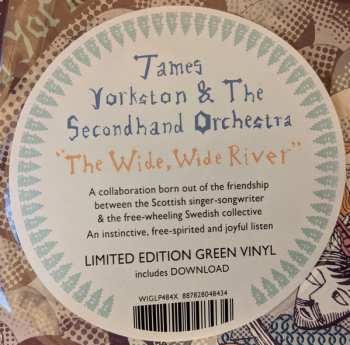 James
Yorkston & The
Secondhand Orchestra
"The Wide, Wide River"
A collaboration born out of the friendship
between the Scottish singer-songwriter
& the free-wheeling Swedish collective
An instinctive, free-spirited and joyful listen
LIMITED EDITION GREEN VINYL
includes DOWNLOAD
WIGLP484X 887828048434